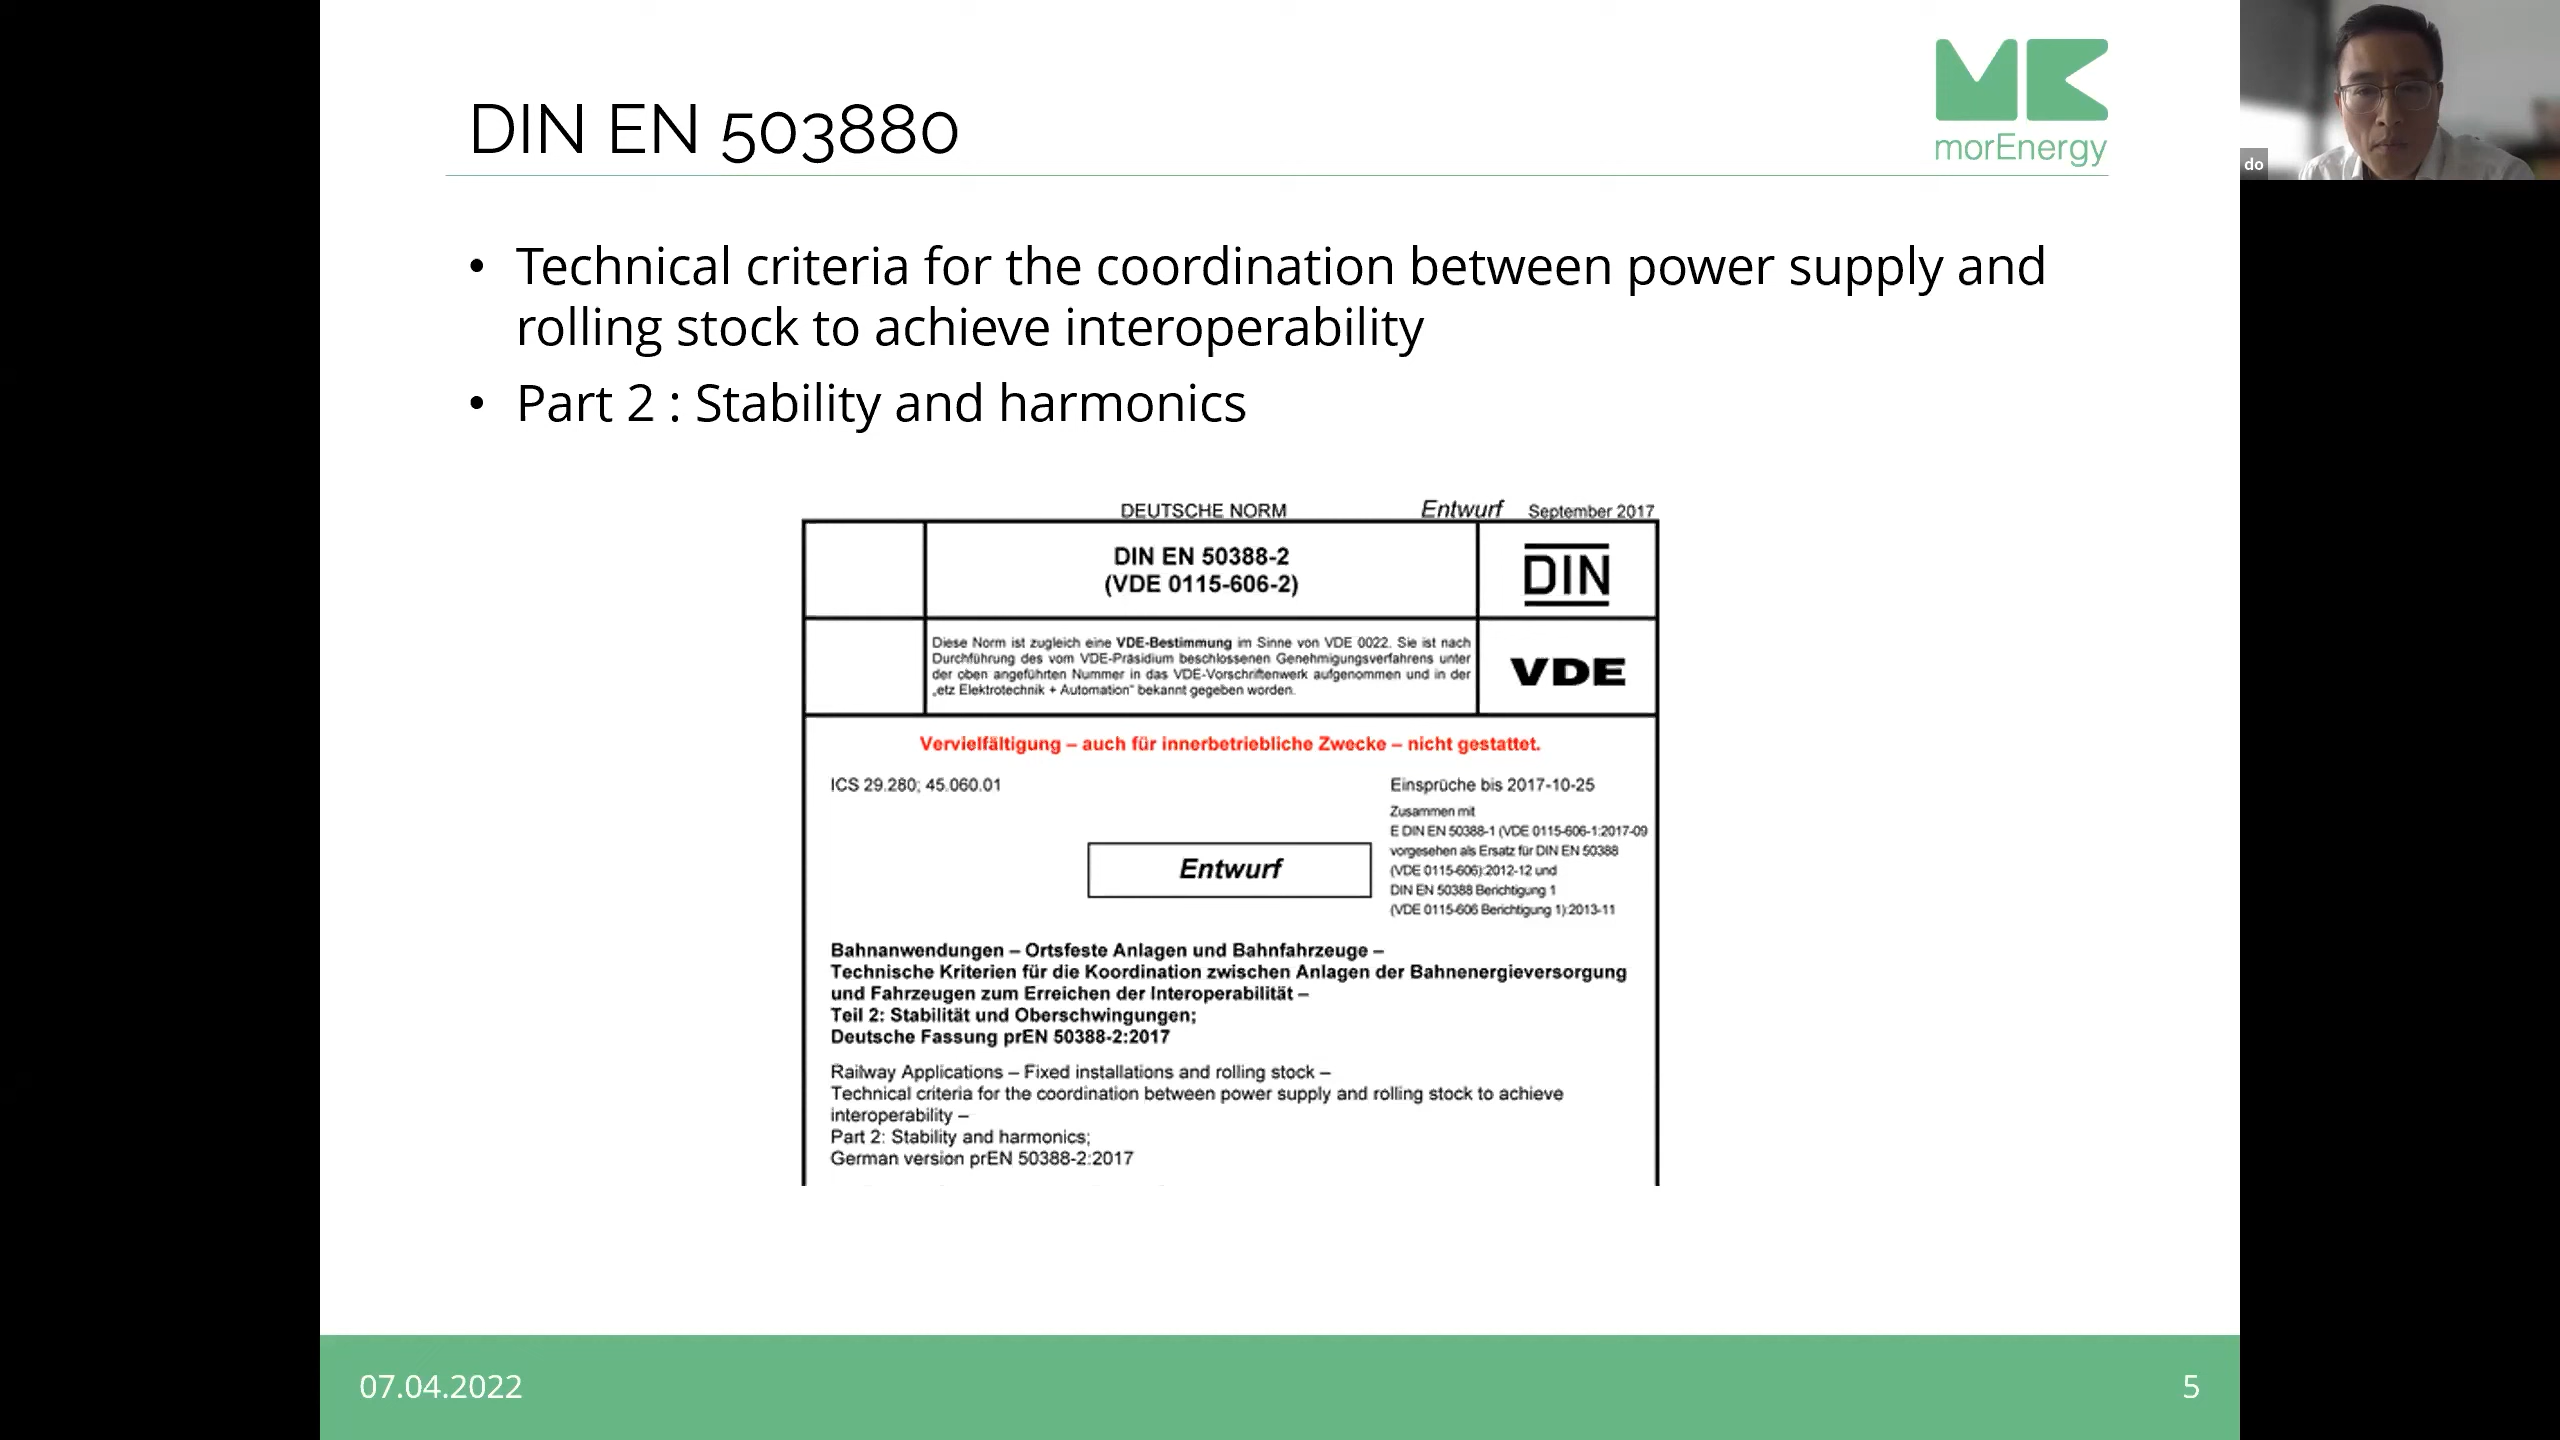 DIN EN 503880
morEnergy
do
• Technical criteria for the coordination between power supply and
rolling stock to achieve interoperability
• Part 2 : Stability and harmonics
DEUTSCHE NORM Entwurf September 2017
DIN EN 50388-2
(VDE 0115-606-2)
DIN
Diese Norm ist zugleich eine VDE-Bestimmung im Sinne von VDE 0022. Sie ist nach
Durchführung des vom VDE-Präsidium beschlossenen Genehmigungsverfahrens unter
der oben angeführten Nummer in das VDE-Vorschriftenwerk aufgenommen und in der
„etz Elektrotechnik + Automation“ bekannt gegeben worden.
VDE
Vervielfältigung – auch für innerbetriebliche Zwecke – nicht gestattet.
ICS 29.280; 45.060.01
Einsprüche bis 2017-10-25
Zusammen mit
E DIN EN 50388-1 (VDE 0115-606-1:2017-09
vorgesehen als Ersatz für DIN EN 50388
(VDE 0115-606):2012-12 und
DIN EN 50388 Berichtigung 1
(VDE 0115-606 Berichtigung 1):2013-11
Entwurf
Bahnanwendungen – Ortsfeste Anlagen und Bahnfahrzeuge –
Technische Kriterien für die Koordination zwischen Anlagen der Bahnenergieversorgung
und Fahrzeugen zum Erreichen der Interoperabilität –
Teil 2: Stabilität und Oberschwingungen;
Deutsche Fassung prEN 50388-2:2017
Railway Applications – Fixed installations and rolling stock –
Technical criteria for the coordination between power supply and rolling stock to achieve
interoperability –
Part 2: Stability and harmonics;
German version prEN 50388-2:2017
07.04.2022
5